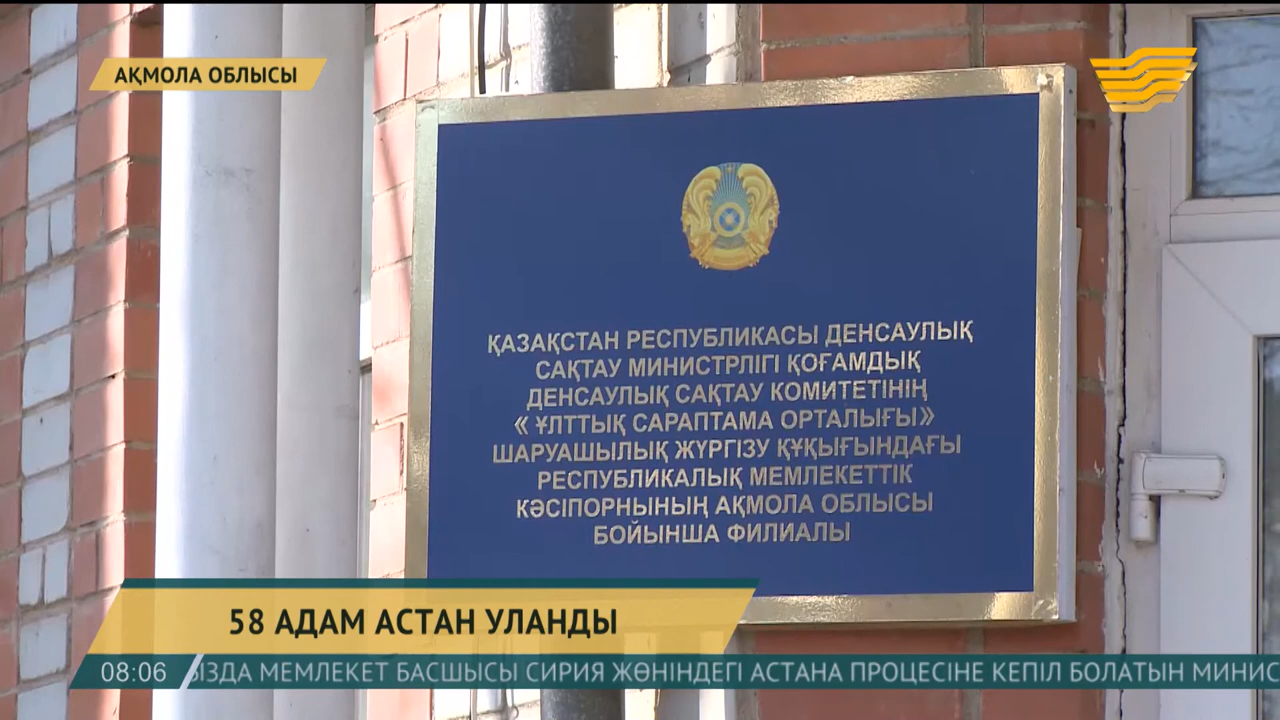 АҚМОЛА ОБЛЫСЫ
ҚАЗАҚСТАН РЕСПУБЛИКАСЫ ДЕНСАУЛЫҚ
САҚТАУ МИНИСТРЛІГІ ҚОҒАМДЫҚ
ДЕНСАУЛЫҚ САҚТАУ КОМИТЕТІНІҢ
« ҰЛТТЫҚ САРАПТАМА ОРТАЛЫҒЫ»
ШАРУАШЫЛЫҚ ЖҮРГІЗУ ҚҰҚЫҒЫНДАҒЫ
РЕСПУБЛИКАЛЫҚ МЕМЛЕКЕТТІК
КӘСІПОРНЫНЫҢ АҚМОЛА ОБЛЫСЫ
БОЙЫНША ФИЛИАЛЫ
58 АДАМ АСТАН УЛАНДЫ
08:06 ЫЗДА МЕМЛЕКЕТ БАСШЫСЫ СИРИЯ ЖӨНІНДЕГІ АСТАНА ПРОЦЕСІНЕ КЕПІЛ БОЛАТЫН МИНИС